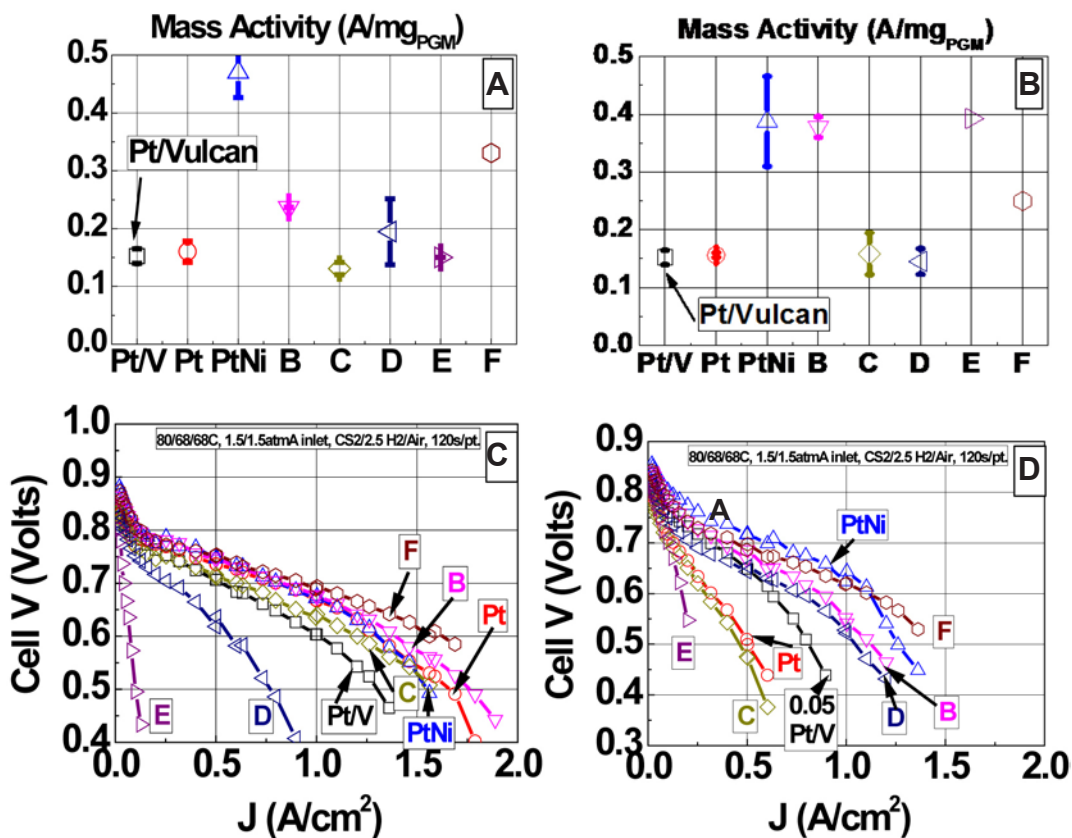 Mass Activity (A/mgPGM)
0.5
0.4
0.3
0.2
0.1
0.0
A
Pt/Vulcan
Pt/V Pt PtNi B C D E F
Mass Activity (A/mgPGM)
0.5
0.4
0.3
0.2
0.1
0.0
B
Pt/Vulcan
Pt/V Pt PtNi B C D E F
Cell V (Volts)
1.0
0.9
0.8
0.7
0.6
0.5
0.4
80/68/68C, 1.5/1.5atmA inlet, CS2/2.5 H2/Air, 120s/pt.
C
F
B
Pt
E
D
Pt/V
C
PtNi
0.0 0.5 1.0 1.5 2.0
J (A/cm2)
Cell V (Volts)
0.9
0.8
0.7
0.6
0.5
0.4
0.3
80/68/68C, 1.5/1.5atmA inlet, CS2/2.5 H2/Air, 120s/pt.
D
A
PtNi
F
E
Pt
C
0.05
Pt/V
D
B
0.0 0.5 1.0 1.5 2.0
J (A/cm2)